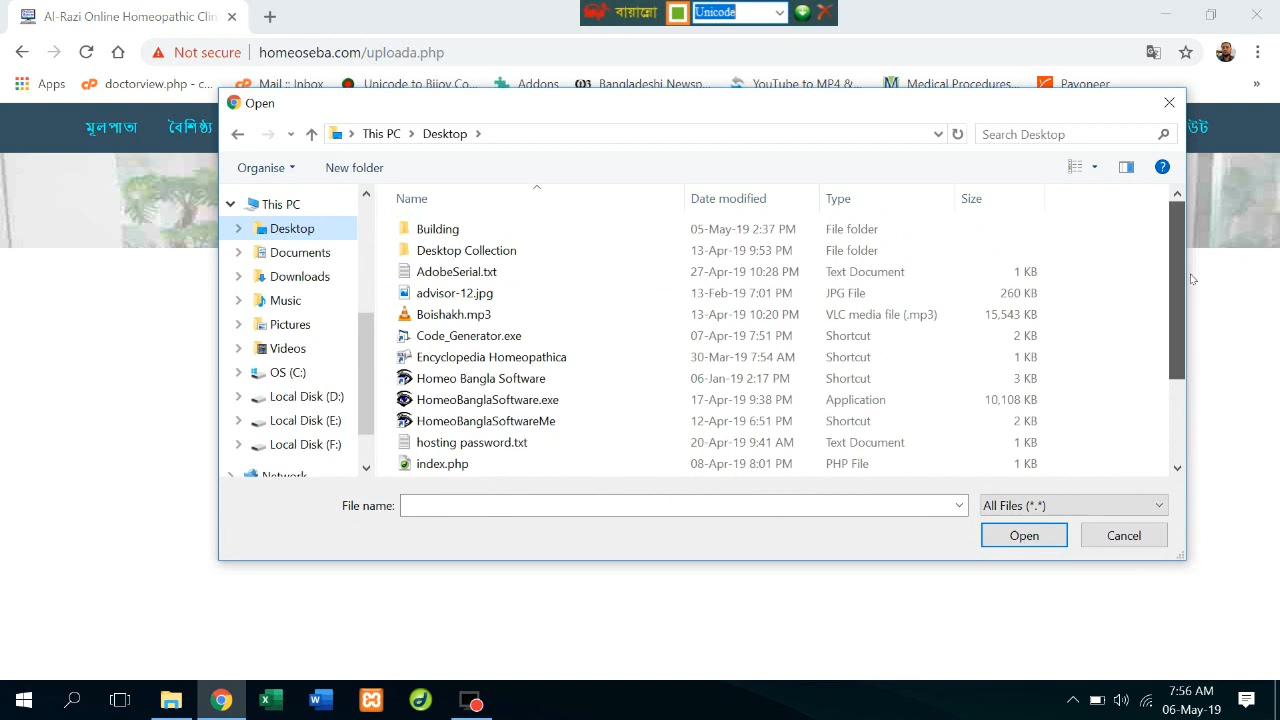 Al-Razi Online Homeopathic Clin
বায়ান্নো
Unicode
Not secure
homeoseba.com/uploada.php
Apps
doctorview.php - c...
Mail :: Inbox
Unicode to Bijoy Co...
Addons
Bangladeshi Newsp...
YouTube to MP4 &...
Medical Procedures...
Payoneer
»
মূলপাতা
বৈশিষ্ঠ্য
Open
This PC
Desktop
Search Desktop
Organise
New folder
Name
Date modified
Type
Size
This PC
Desktop
Documents
Downloads
Music
Pictures
Videos
OS (C:)
Local Disk (D:)
Local Disk (E:)
Local Disk (F:)
Network
Building 05-May-19 2:37 PM File folder
Desktop Collection 13-Apr-19 9:53 PM File folder
AdobeSerial.txt 27-Apr-19 10:28 PM Text Document 1 KB
advisor-12.jpg 13-Feb-19 7:01 PM JPG File 260 KB
Boishakh.mp3 13-Apr-19 10:20 PM VLC media file (.mp3) 15,543 KB
Code_Generator.exe 07-Apr-19 7:51 PM Shortcut 2 KB
Encyclopedia Homeopathica 30-Mar-19 7:54 AM Shortcut 1 KB
Homeo Bangla Software 06-Jan-19 2:17 PM Shortcut 3 KB
HomeoBanglaSoftware.exe 17-Apr-19 9:38 PM Application 10,108 KB
HomeoBanglaSoftwareMe 12-Apr-19 6:51 PM Shortcut 2 KB
hosting password.txt 20-Apr-19 9:41 AM Text Document 1 KB
index.php 08-Apr-19 8:01 PM PHP File 1 KB
File name:
All Files (*.*)
Open
Cancel
7:56 AM
06-May-19